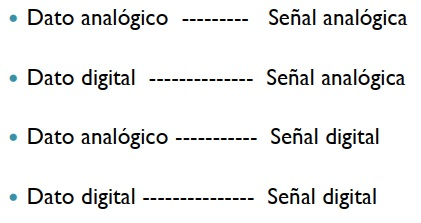 • Dato analógico --------- Señal analógica
• Dato digital -------------- Señal analógica
• Dato analógico ----------- Señal digital
• Dato digital --------------- Señal digital